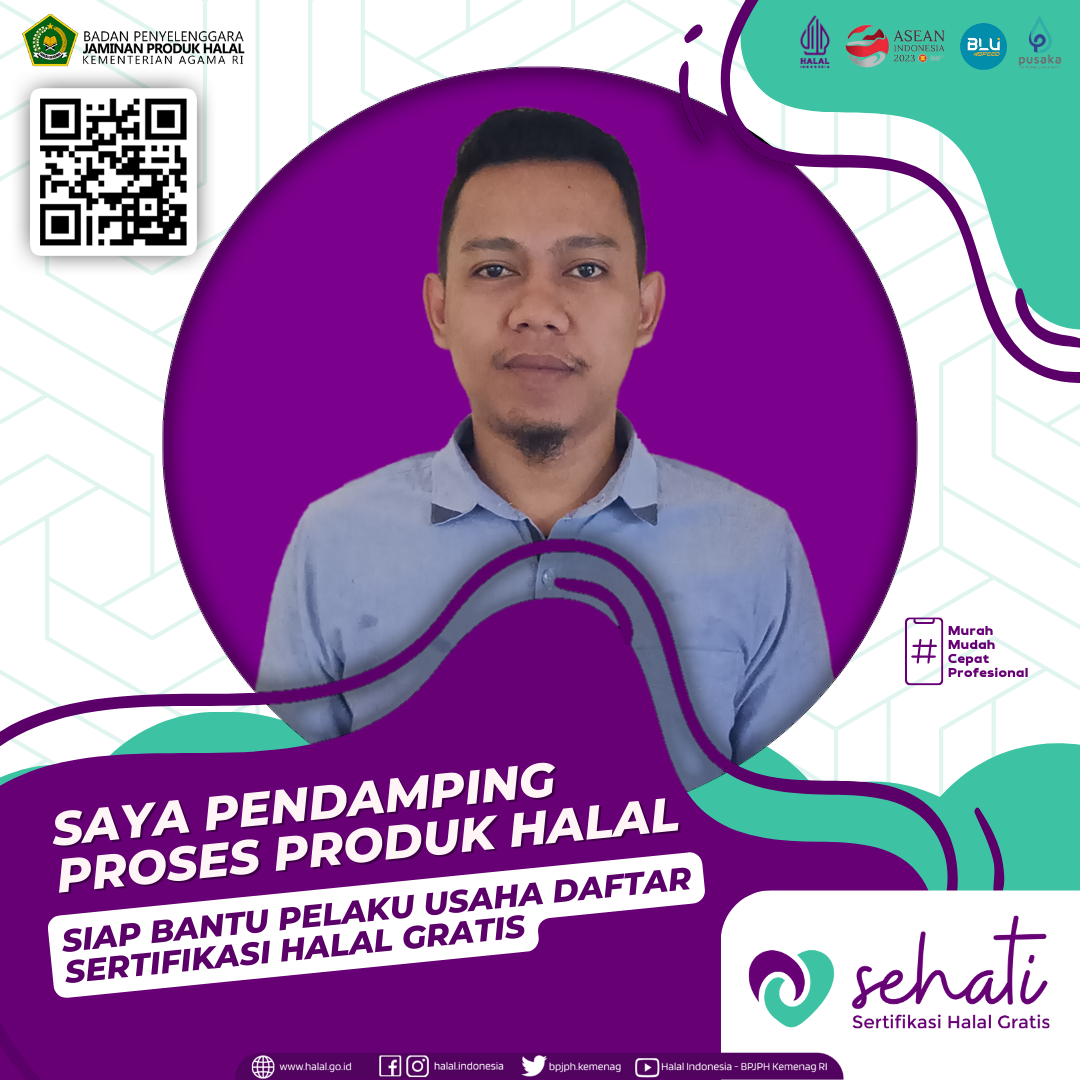 BADAN PENYELENGGARA
JAMINAN PRODUK HALAL
KEMENTERIAN AGAMA RI
HALAL
INDONESIA
ASEAN
INDONESIA
2023
BLU
SPEED
pusaka
#
Murah
Mudah
Cepat
Profesional
SAYA PENDAMPING
PROSES PRODUK HALAL
SIAP BANTU PELAKU USAHA DAFTAR
SERTIFIKASI HALAL GRATIS
sehati
Sertifikasi Halal Gratis
www.halal.go.id halal.indonesia bpjph.kemenag Halal Indonesia - BPJPH Kemenag RI